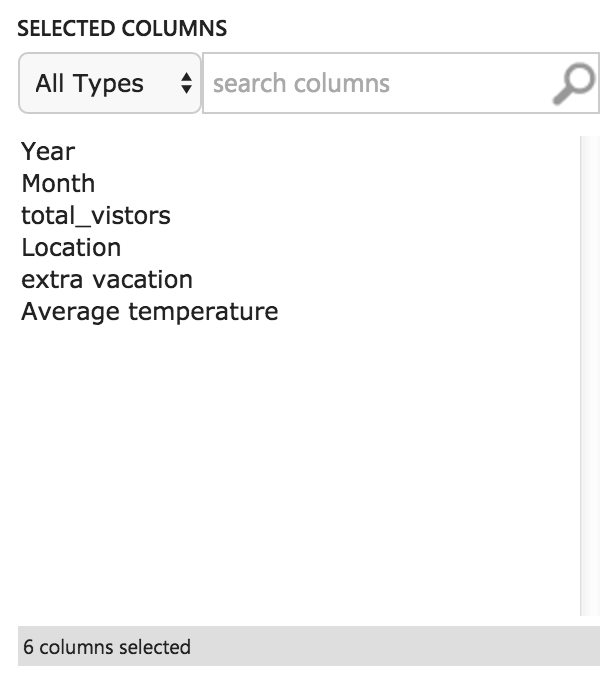 SELECTED COLUMNS
All Types
search columns
Year
Month
total_vistors
Location
extra vacation
Average temperature
6 columns selected